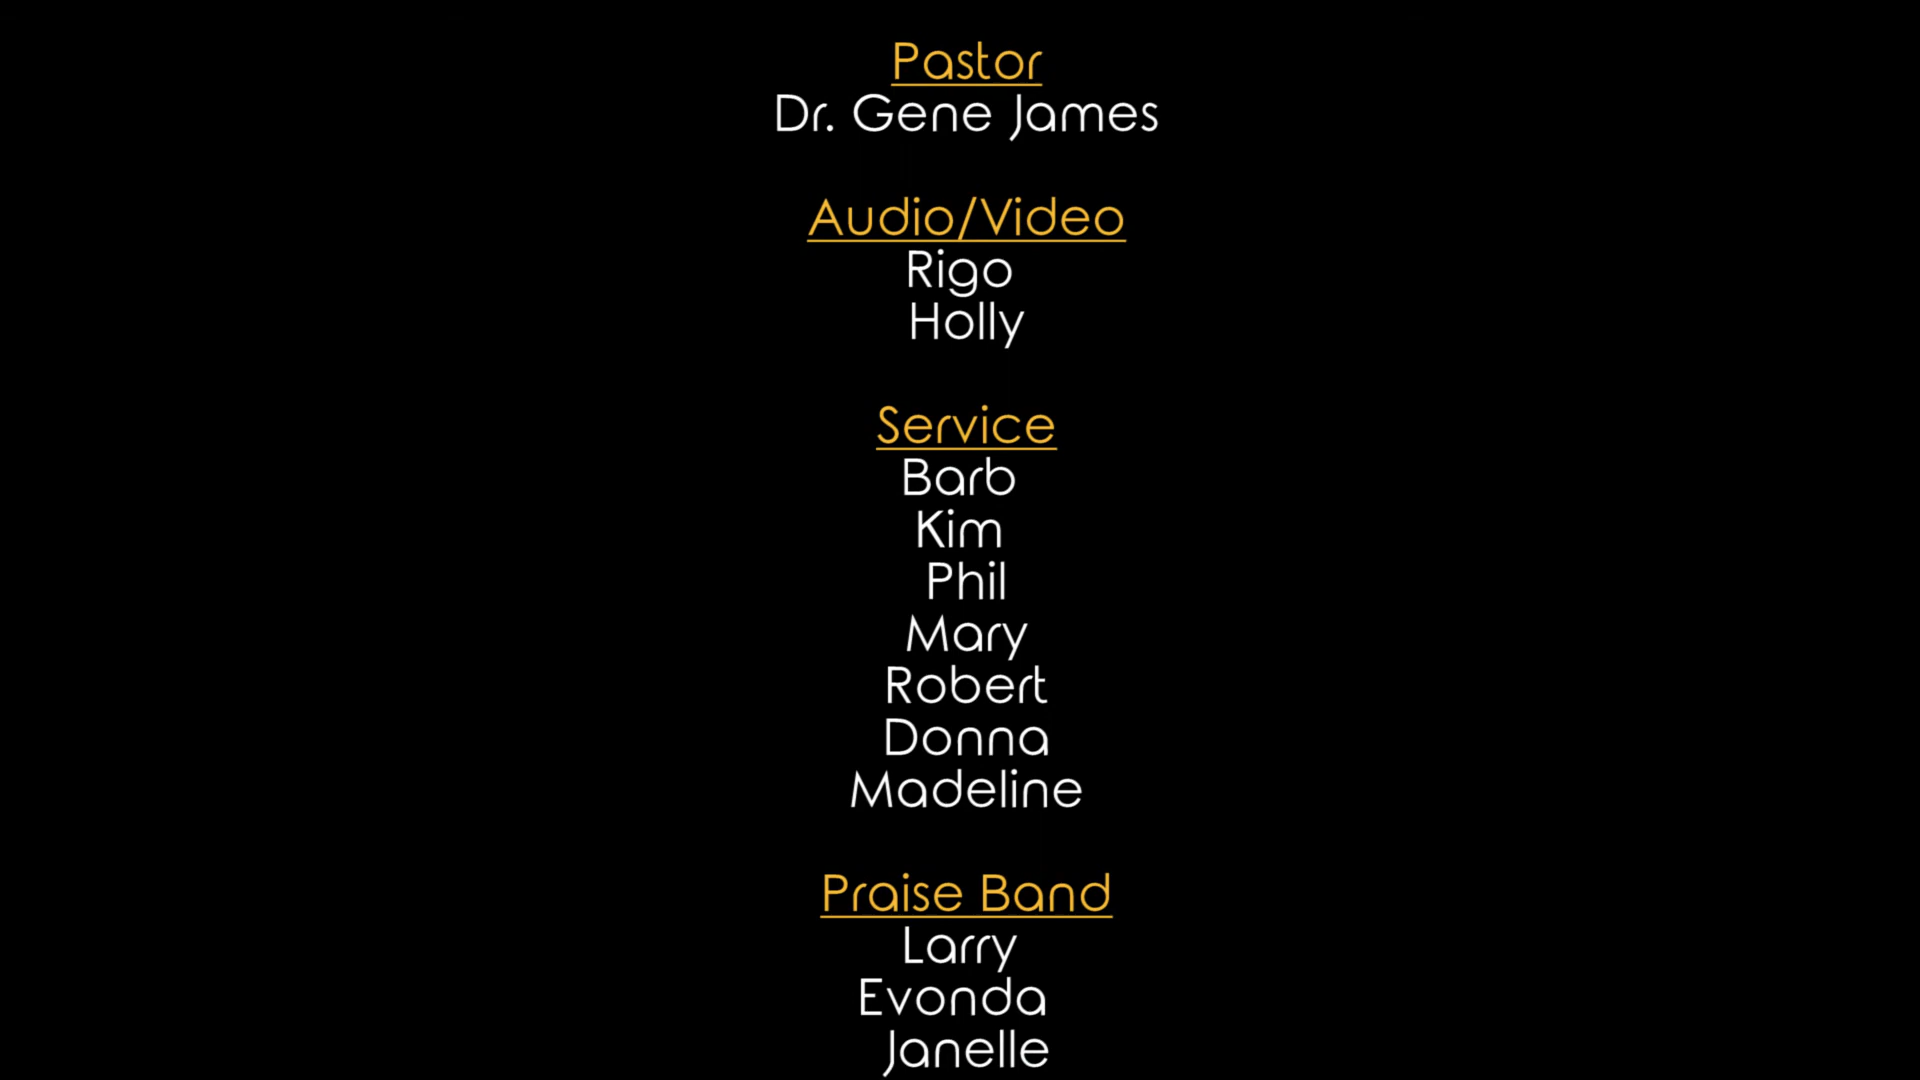 Pastor
Dr. Gene James
Audio/Video
Rigo
Holly
Service
Barb
Kim
Phil
Mary
Robert
Donna
Madeline
Praise Band
Larry
Evonda
Janelle